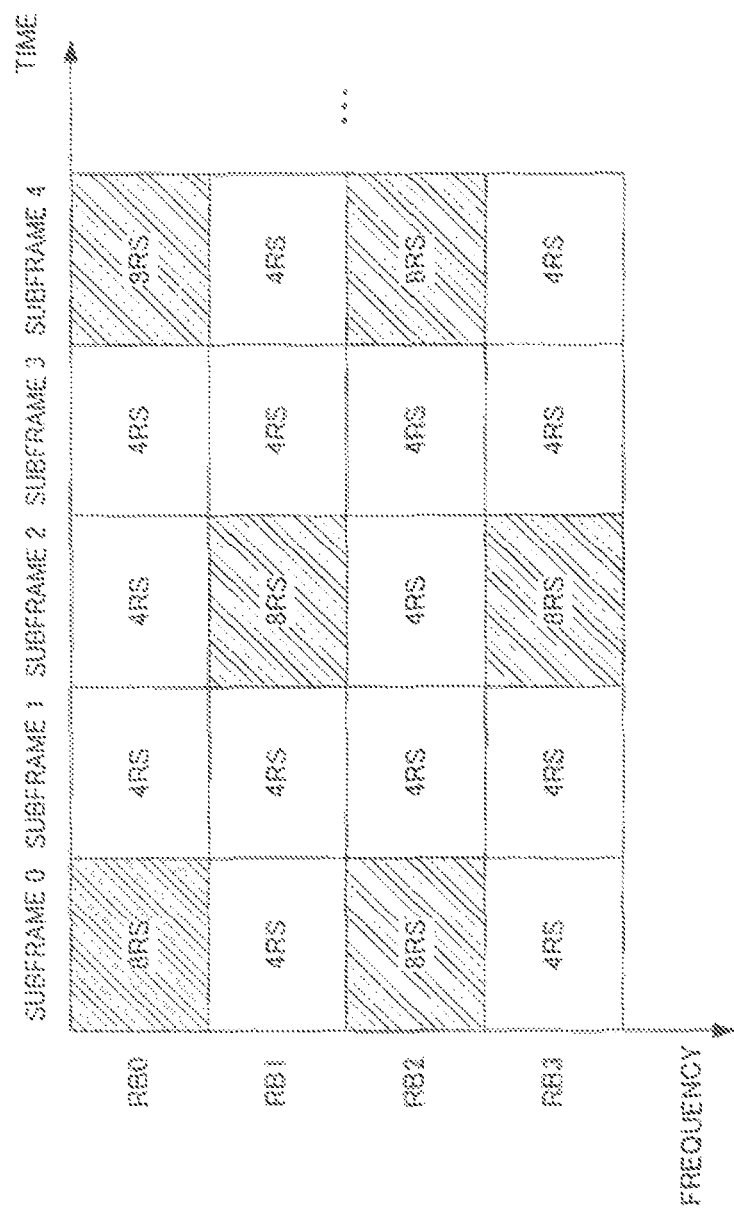 SUBFRAME 0 SUBFRAME 1 SUBFRAME 2 SUBFRAME 3 SUBFRAME 4 TIME
RB0 8RS 4RS 4RS 4RS 8RS
RB1 4RS 4RS 8RS 4RS 4RS ...
RB2 8RS 4RS 4RS 4RS 8RS
RB3 4RS 4RS 8RS 4RS 4RS
FREQUENCY